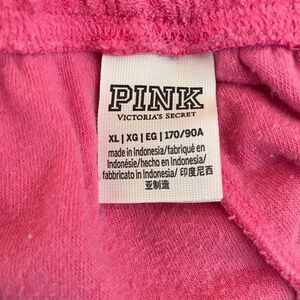 PINK
VICTORIA'S SECRET
XL | XG | EG | 170/90A
made in Indonesia/fabriqué en
Indonésie/hecho en Indonesia/
fabbricato in Indonesia/ 印度尼西
亚制造